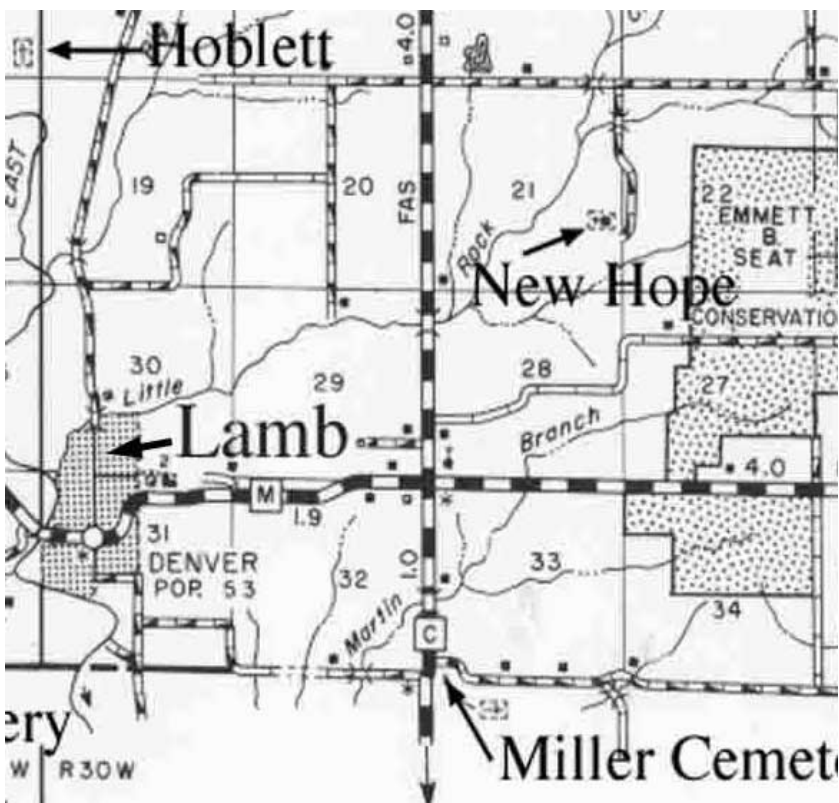 Hoblett
4.0
EAST
19
20
FAS
21
22
EMMETT
B.
SEAT
Rock
New Hope
CONSERVATIO
30
Little
29
28
27
Lamb
Branch
2
4.0
M
1.9
31
DENVER
POP. 53
32
1.0
33
34
Martin
C
ery
W
R 30 W
Miller Cemete